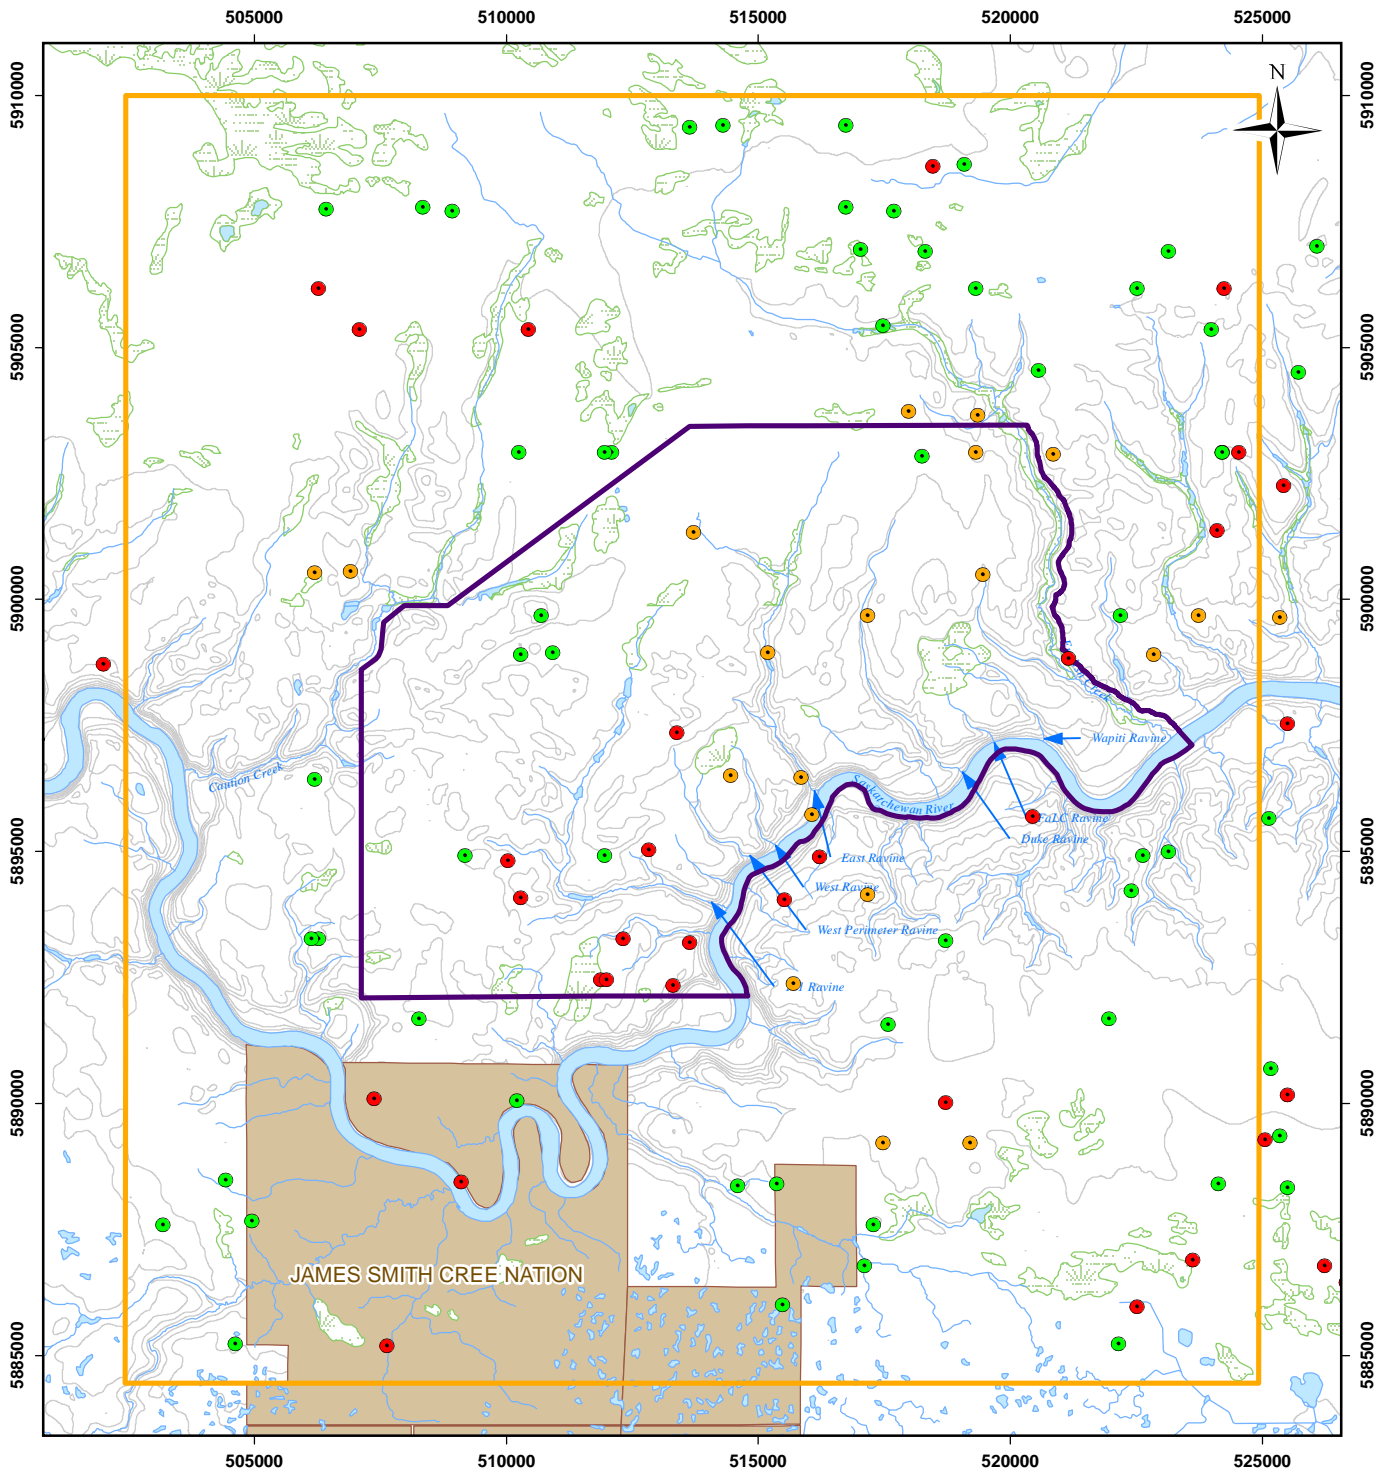 505000 510000 515000 520000 525000
N
5910000 5910000
5905000 5905000
5900000 5900000
Creek
Wapiti Ravine
Caution Creek
Saskatchewan River
FaLC Ravine
Duke Ravine
5895000 5895000
East Ravine
West Ravine
West Perimeter Ravine
Ravine
5890000 5890000
JAMES SMITH CREE NATION
5885000 5885000
505000 510000 515000 520000 525000